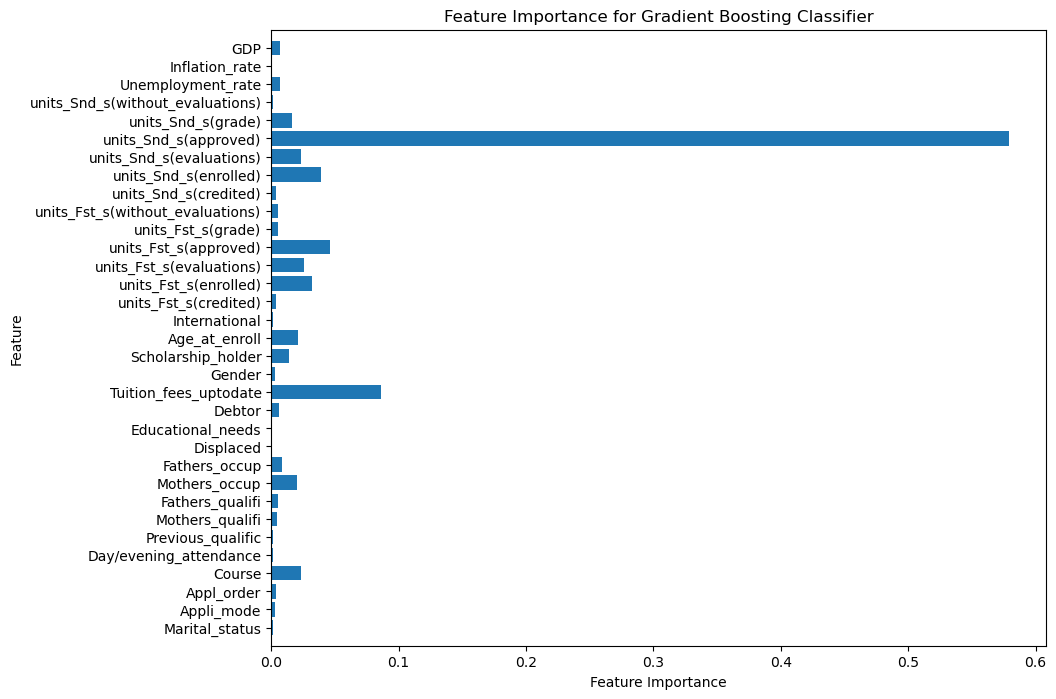 Feature Importance for Gradient Boosting Classifier
GDP
Inflation_rate
Unemployment_rate
units_Snd_s(without_evaluations)
units_Snd_s(grade)
units_Snd_s(approved)
units_Snd_s(evaluations)
units_Snd_s(enrolled)
units_Snd_s(credited)
units_Fst_s(without_evaluations)
units_Fst_s(grade)
units_Fst_s(approved)
units_Fst_s(evaluations)
units_Fst_s(enrolled)
units_Fst_s(credited)
International
Age_at_enroll
Scholarship_holder
Gender
Tuition_fees_uptodate
Debtor
Educational_needs
Displaced
Fathers_occup
Mothers_occup
Fathers_qualifi
Mothers_qualifi
Previous_qualific
Day/evening_attendance
Course
Appl_order
Appli_mode
Marital_status
Feature
0.0 0.1 0.2 0.3 0.4 0.5 0.6
Feature Importance